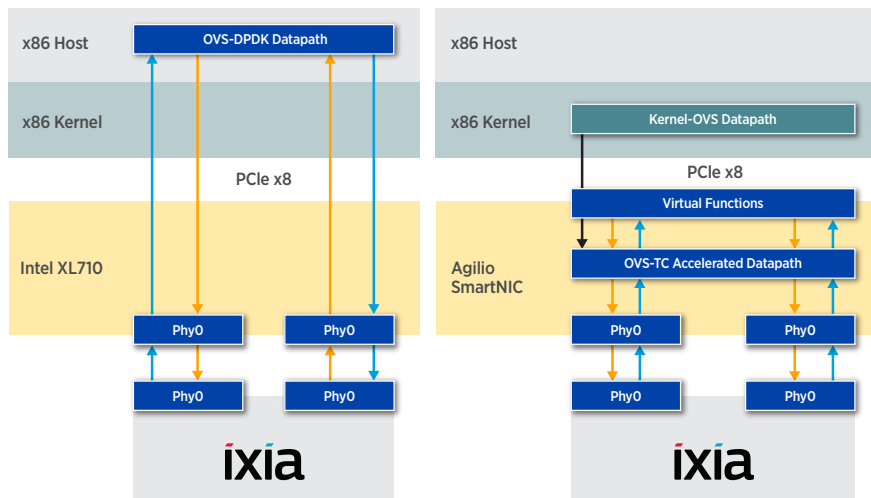 x86 Host
OVS-DPDK Datapath
x86 Kernel
PCIe x8
Intel XL710
Phy0
Phy0
Phy0
Phy0
ixia
x86 Host
x86 Kernel
Kernel-OVS Datapath
PCIe x8
Virtual Functions
Agilio
SmartNIC
OVS-TC Accelerated Datapath
Phy0
Phy0
Phy0
Phy0
ixia